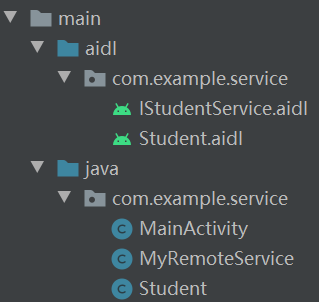 main
aidl
com.example.service
IStudentService.aidl
Student.aidl
java
com.example.service
MainActivity
MyRemoteService
Student